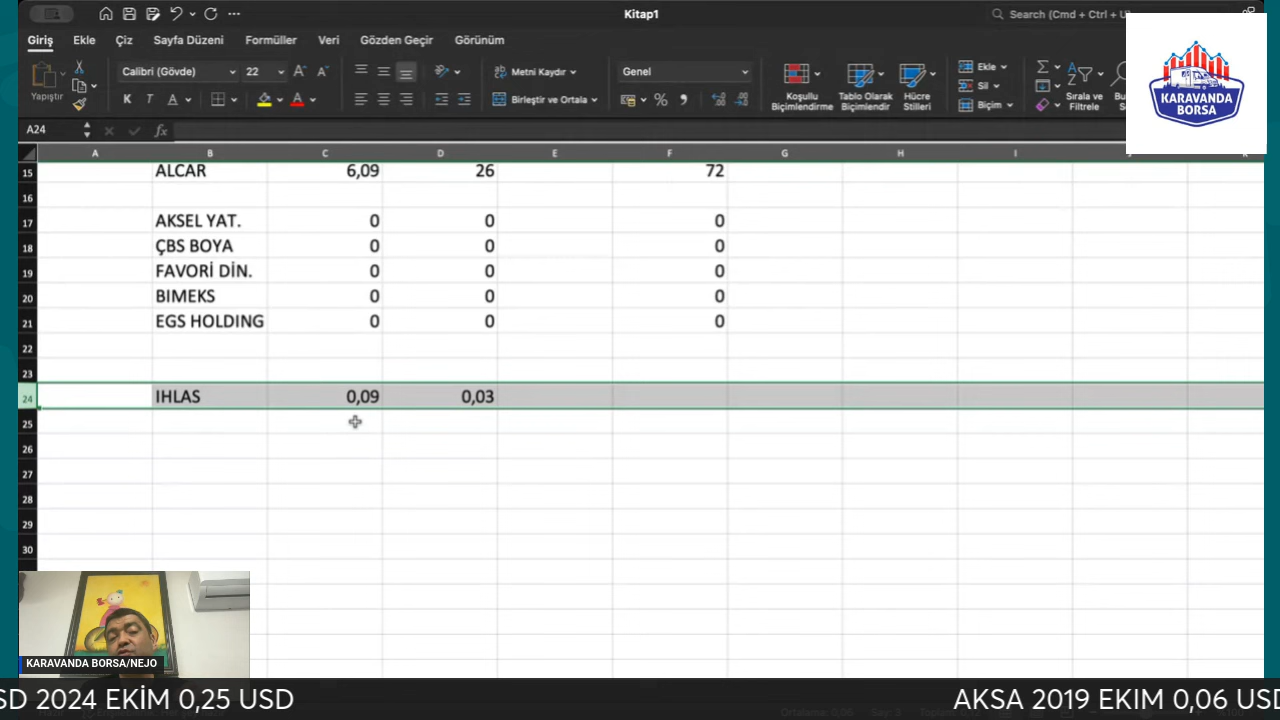 Kitap1
Search (Cmd + Ctrl + U
Giriş Ekle Çiz Sayfa Düzeni Formüller Veri Gözden Geçir Görünüm
Yapıştır
Calibri (Gövde) 22
Metni Kaydır
Birleştir ve Ortala
Genel
Koşullu Biçimlendirme
Tablo Olarak Biçimlendir
Hücre Stilleri
Ekle
Sil
Biçim
Sırala ve Filtrele
KARAVANDA
BORSA
A24 fx
A B C D E F G H I
15 ALCAR 6,09 26 72
16
17 AKSEL YAT. 0 0 0
18 ÇBS BOYA 0 0 0
19 FAVORİ DİN. 0 0 0
20 BIMEKS 0 0 0
21 EGS HOLDING 0 0 0
22
23
24 IHLAS 0,09 0,03
25
26
27
28
29
30
KARAVANDA BORSA/NEJO
SD 2024 EKİM 0,25 USD AKSA 2019 EKIM 0,06 USD